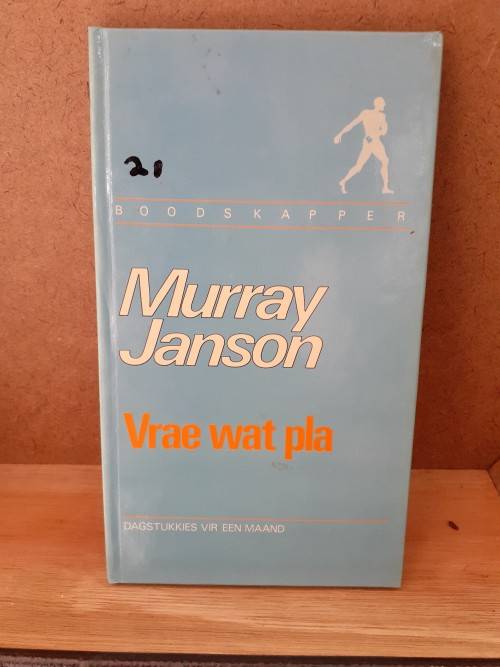 21
BOODSKAPPER
Murray
Janson
Vrae wat pla
DAGSTUKKIES VIR EEN MAAND